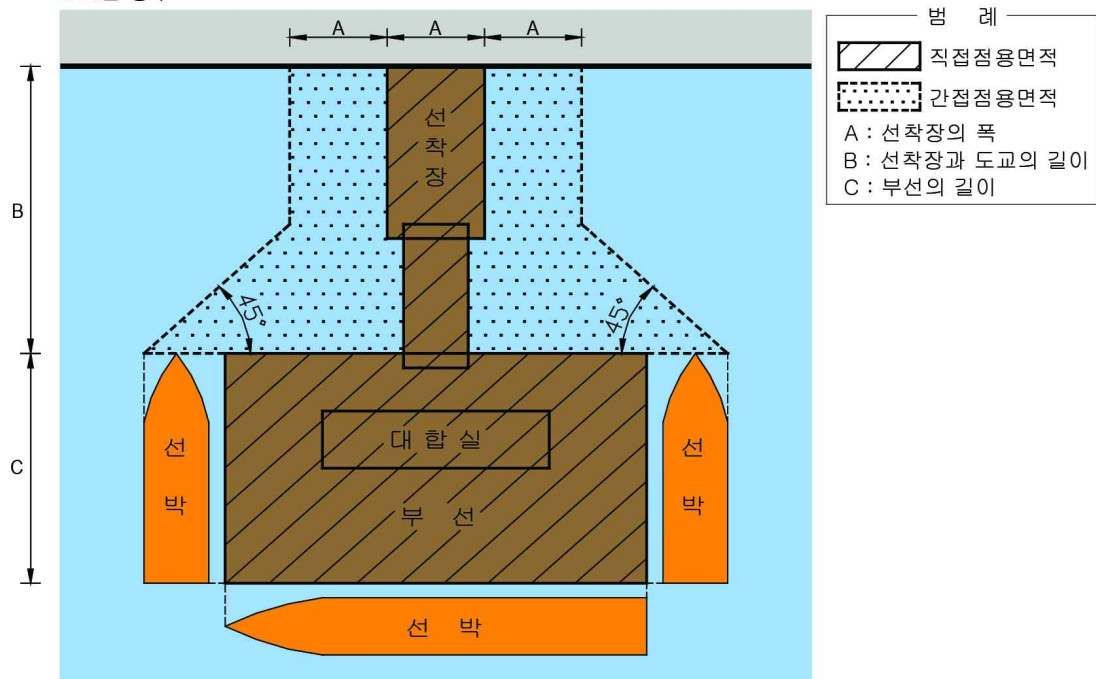 A A A
범 례
직접점용면적
간접점용면적
A : 선착장의 폭
B : 선착장과 도교의 길이
C : 부선의 길이
선착장
B
45°
45°
C
선박
대합실
부선
선박
선박